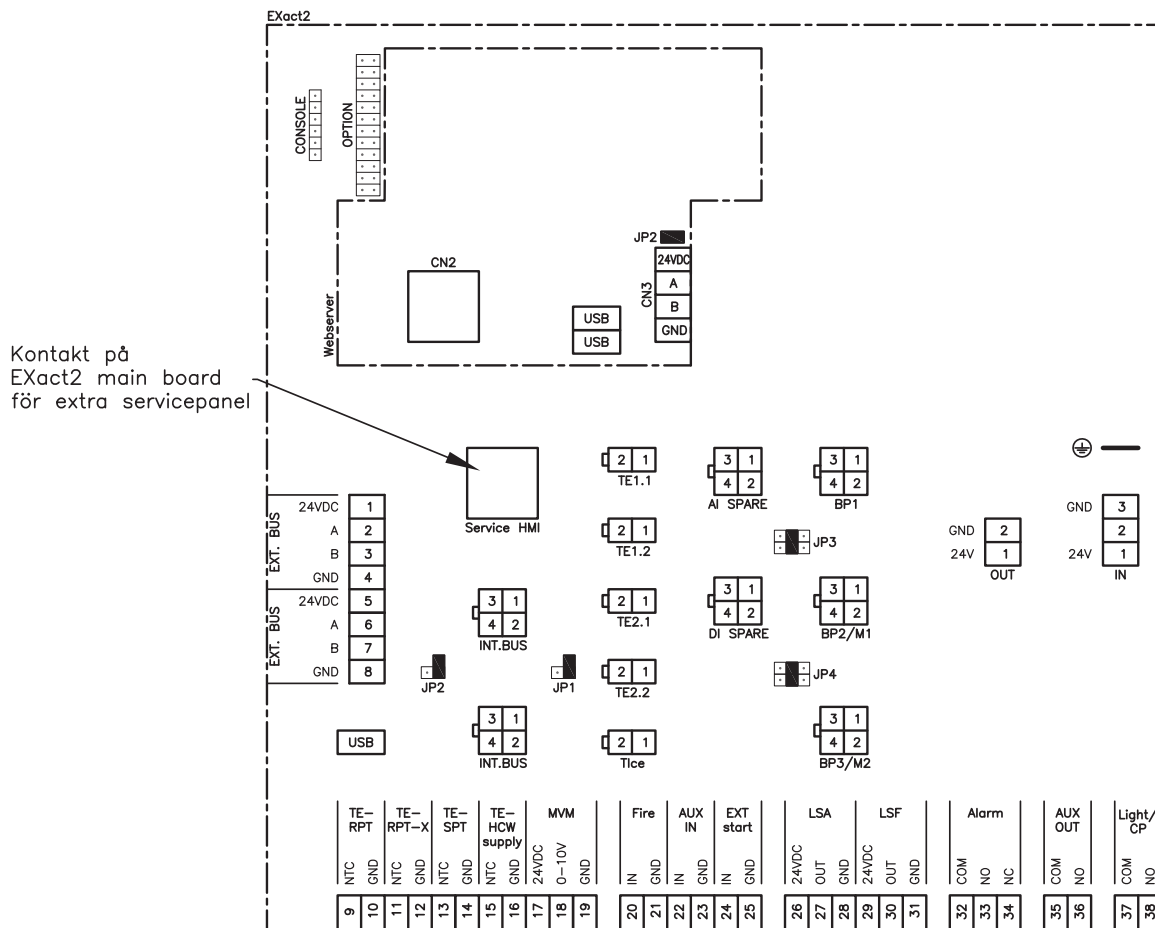 EXact2
CONSOLE
OPTION
Webserver
CN2
JP2
24VDC
A
B
GND
CN3
USB
USB
Kontakt på
EXact2 main board
för extra servicepanel
Service HMI
EXT. BUS
24VDC 1
A 2
B 3
GND 4
EXT. BUS
24VDC 5
A 6
B 7
GND 8
USB
JP2
3 1
4 2
INT.BUS
JP1
3 1
4 2
INT.BUS
2 1
TE1.1
2 1
TE1.2
2 1
TE2.1
2 1
TE2.2
2 1
TIce
3 1
4 2
AI SPARE
3 1
4 2
DI SPARE
3 1
4 2
BP1
JP3
3 1
4 2
BP2/M1
JP4
3 1
4 2
BP3/M2
GND 2
24V 1
OUT
GND 3
2
24V 1
IN
TE-
RPT
NTC GND
9 10
TE-
RPT-X
NTC GND
11 12
TE-
SPT
NTC GND
13 14
TE-
HCW
supply
NTC GND
15 16
MVM
24VDC 0-10V GND
17 18 19
Fire
IN GND
20 21
AUX
IN
IN GND
22 23
EXT
start
IN GND
24 25
LSA
24VDC OUT GND
26 27 28
LSF
24VDC OUT GND
29 30 31
Alarm
COM NO NC
32 33 34
AUX
OUT
COM NO
35 36
Light/
CP
COM NO
37 38